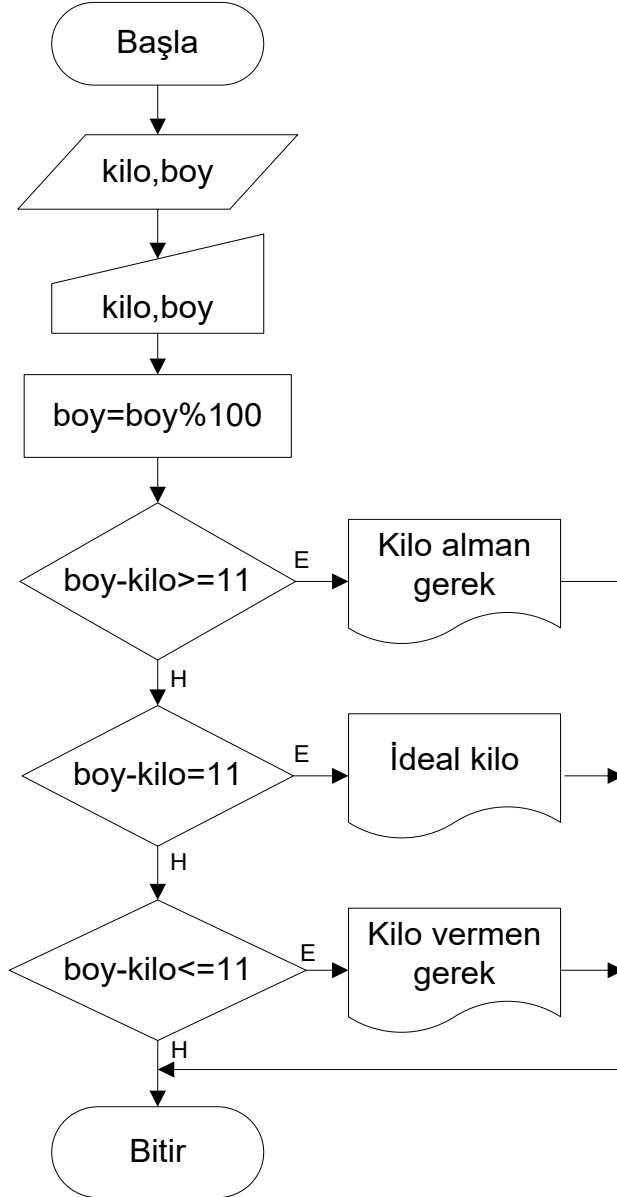 Başla
kilo,boy
kilo,boy
boy=boy%100
boy-kilo>=11
E
Kilo alman
gerek
H
boy-kilo=11
E
İdeal kilo
H
boy-kilo<=11
E
Kilo vermen
gerek
H
Bitir